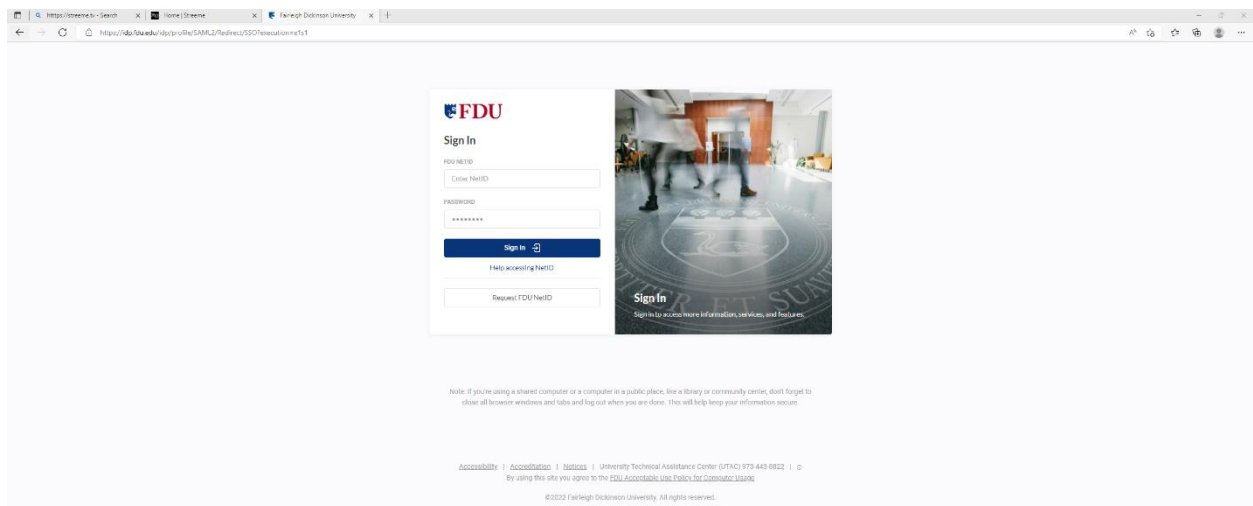 https://streeme.tv - Search
Home | Streeme
Fairleigh Dickinson University
https://idp.fdu.edu/idp/profile/SAML2/Redirect/SSO?execution=e1s1
FDU
Sign In
FDU NETID
Enter NetID
PASSWORD
••••••••
Sign In
Help accessing NetID
Request FDU NetID
Sign In
Sign in to access more information, services, and features.
Note: If you're using a shared computer or a computer in a public place, like a library or community center, don't forget to
close all browser windows and tabs and log out when you are done. This will help keep your information secure.
Accessibility | Accreditation | Notices | University Technical Assistance Center (UTAC) 973-443-8822 |
By using this site you agree to the FDU Acceptable Use Policy for Computer Usage
©2022 Fairleigh Dickinson University. All rights reserved.